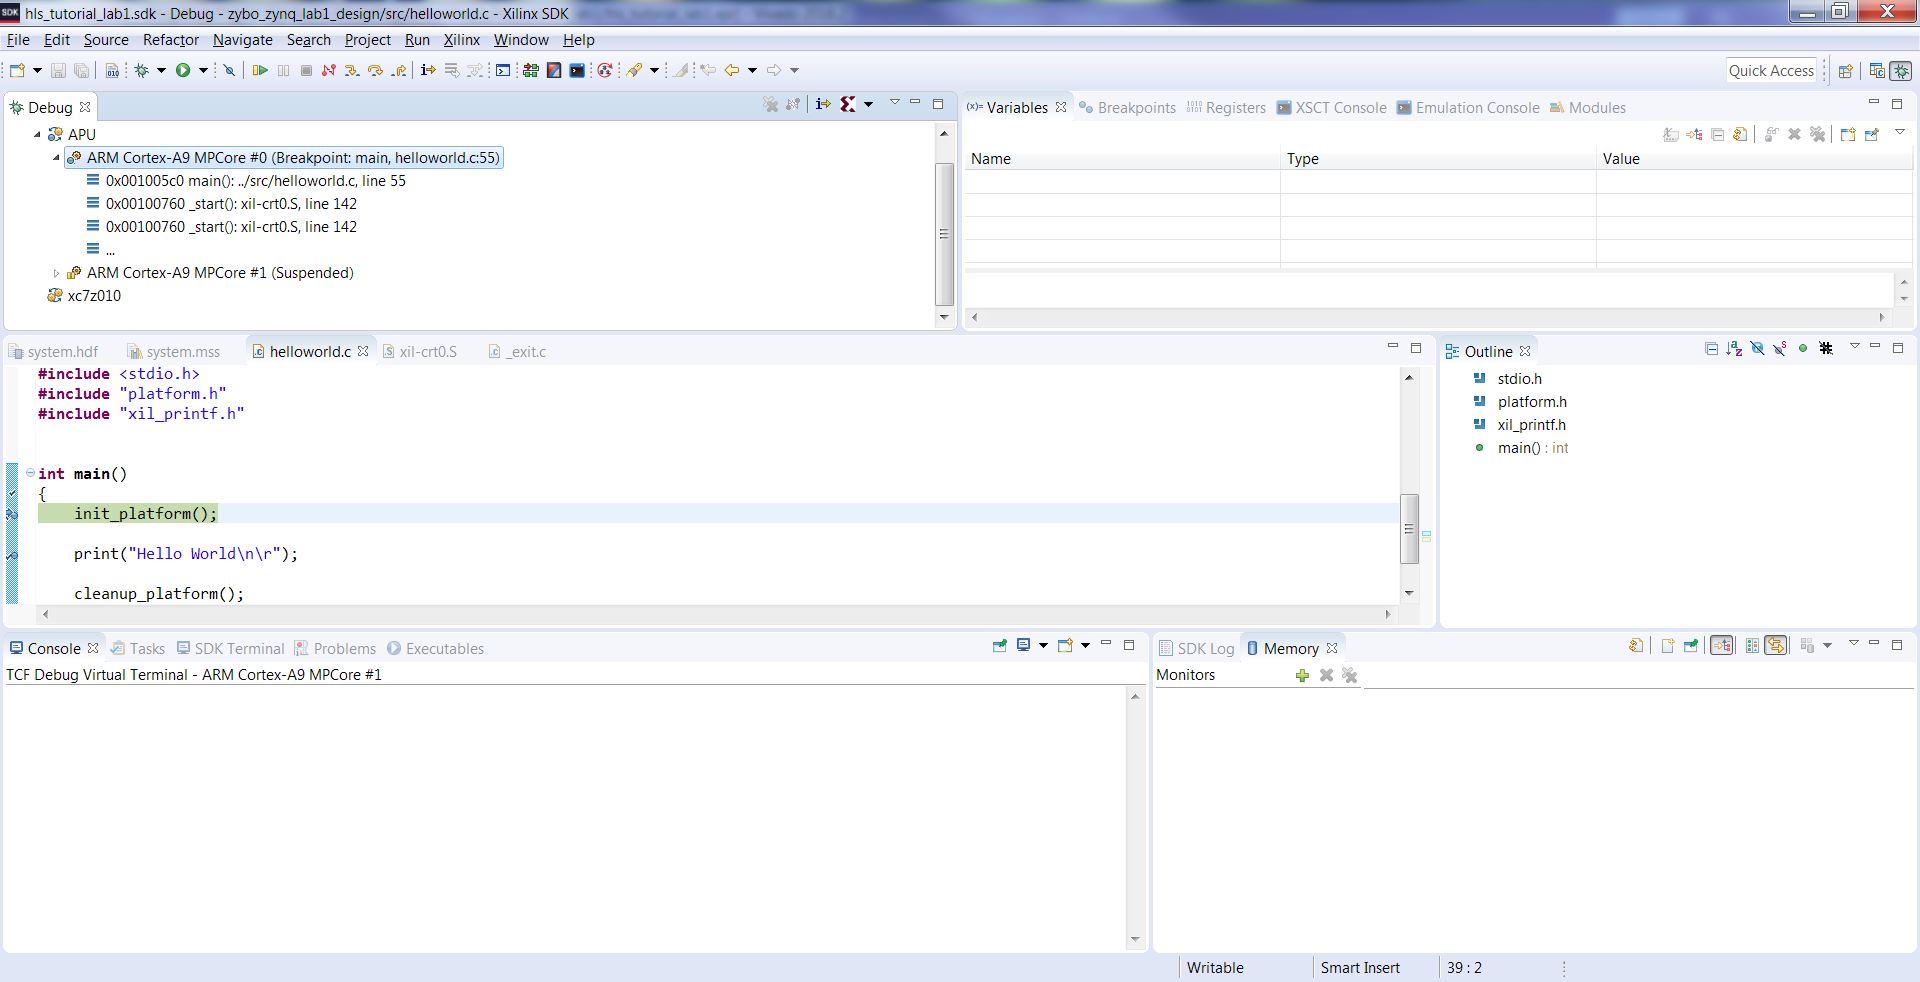 SDK hls_tutorial_lab1.sdk - Debug - zybo_zynq_lab1_design/src/helloworld.c - Xilinx SDK
File Edit Source Refactor Navigate Search Project Run Xilinx Window Help
Quick Access
Debug
APU
ARM Cortex-A9 MPCore #0 (Breakpoint: main, helloworld.c:55)
0x001005c0 main(): ../src/helloworld.c, line 55
0x00100760 _start(): xil-crt0.S, line 142
0x00100760 _start(): xil-crt0.S, line 142
...
ARM Cortex-A9 MPCore #1 (Suspended)
xc7z010
(x)= Variables Breakpoints Registers XSCT Console Emulation Console Modules
Name Type Value
system.hdf system.mss helloworld.c xil-crt0.S _exit.c
#include <stdio.h>
#include "platform.h"
#include "xil_printf.h"
int main()
{
init_platform();
print("Hello World\n\r");
cleanup_platform();
Outline
stdio.h
platform.h
xil_printf.h
main() : int
Console Tasks SDK Terminal Problems Executables
TCF Debug Virtual Terminal - ARM Cortex-A9 MPCore #1
SDK Log Memory
Monitors
Writable Smart Insert 39 : 2